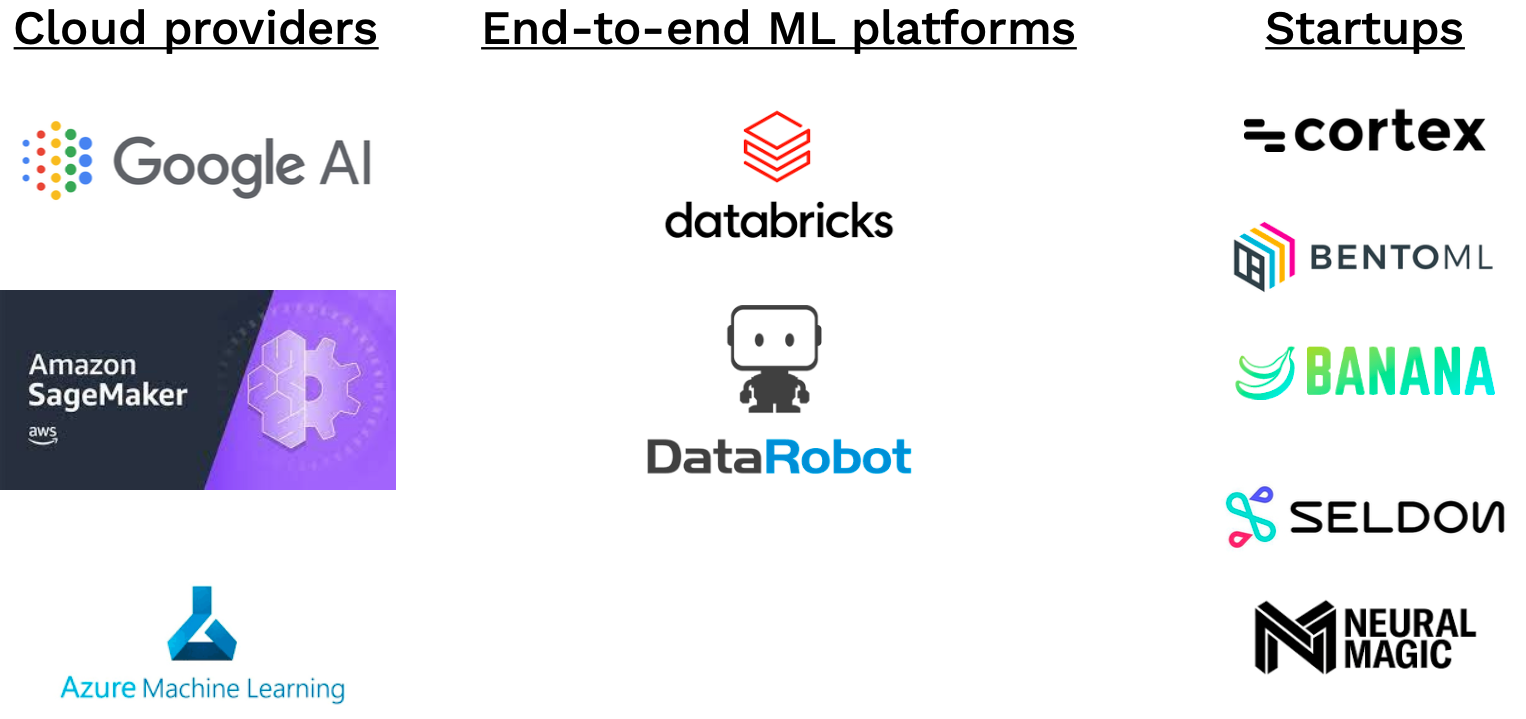 Cloud providers
Google AI
Amazon
SageMaker
aws
Azure Machine Learning
End-to-end ML platforms
databricks
DataRobot
Startups
cortex
BENTOML
BANANA
SELDON
NEURAL
MAGIC